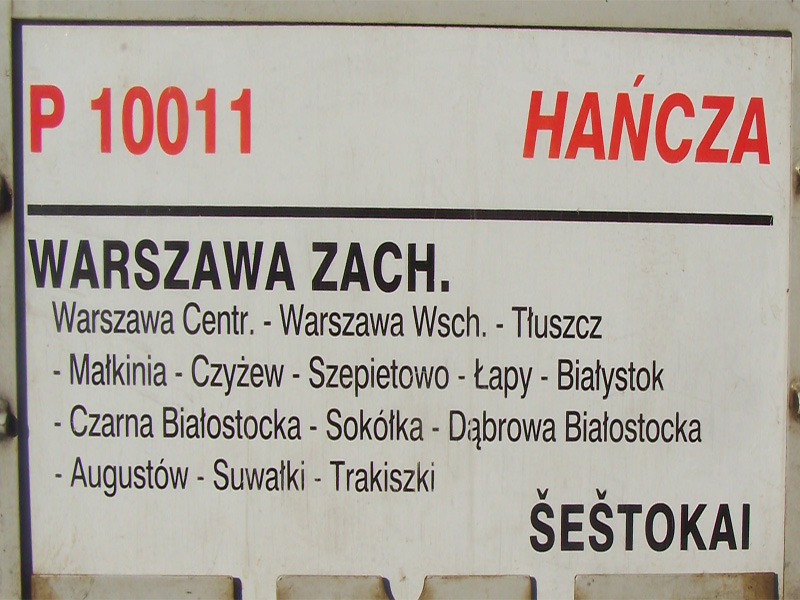 P 10011 HAŃCZA
WARSZAWA ZACH.
Warszawa Centr. - Warszawa Wsch. - Tłuszcz
- Małkinia - Czyżew - Szepietowo - Łapy - Białystok
- Czarna Białostocka - Sokółka - Dąbrowa Białostocka
- Augustów - Suwałki - Trakiszki
ŠEŠTOKAI